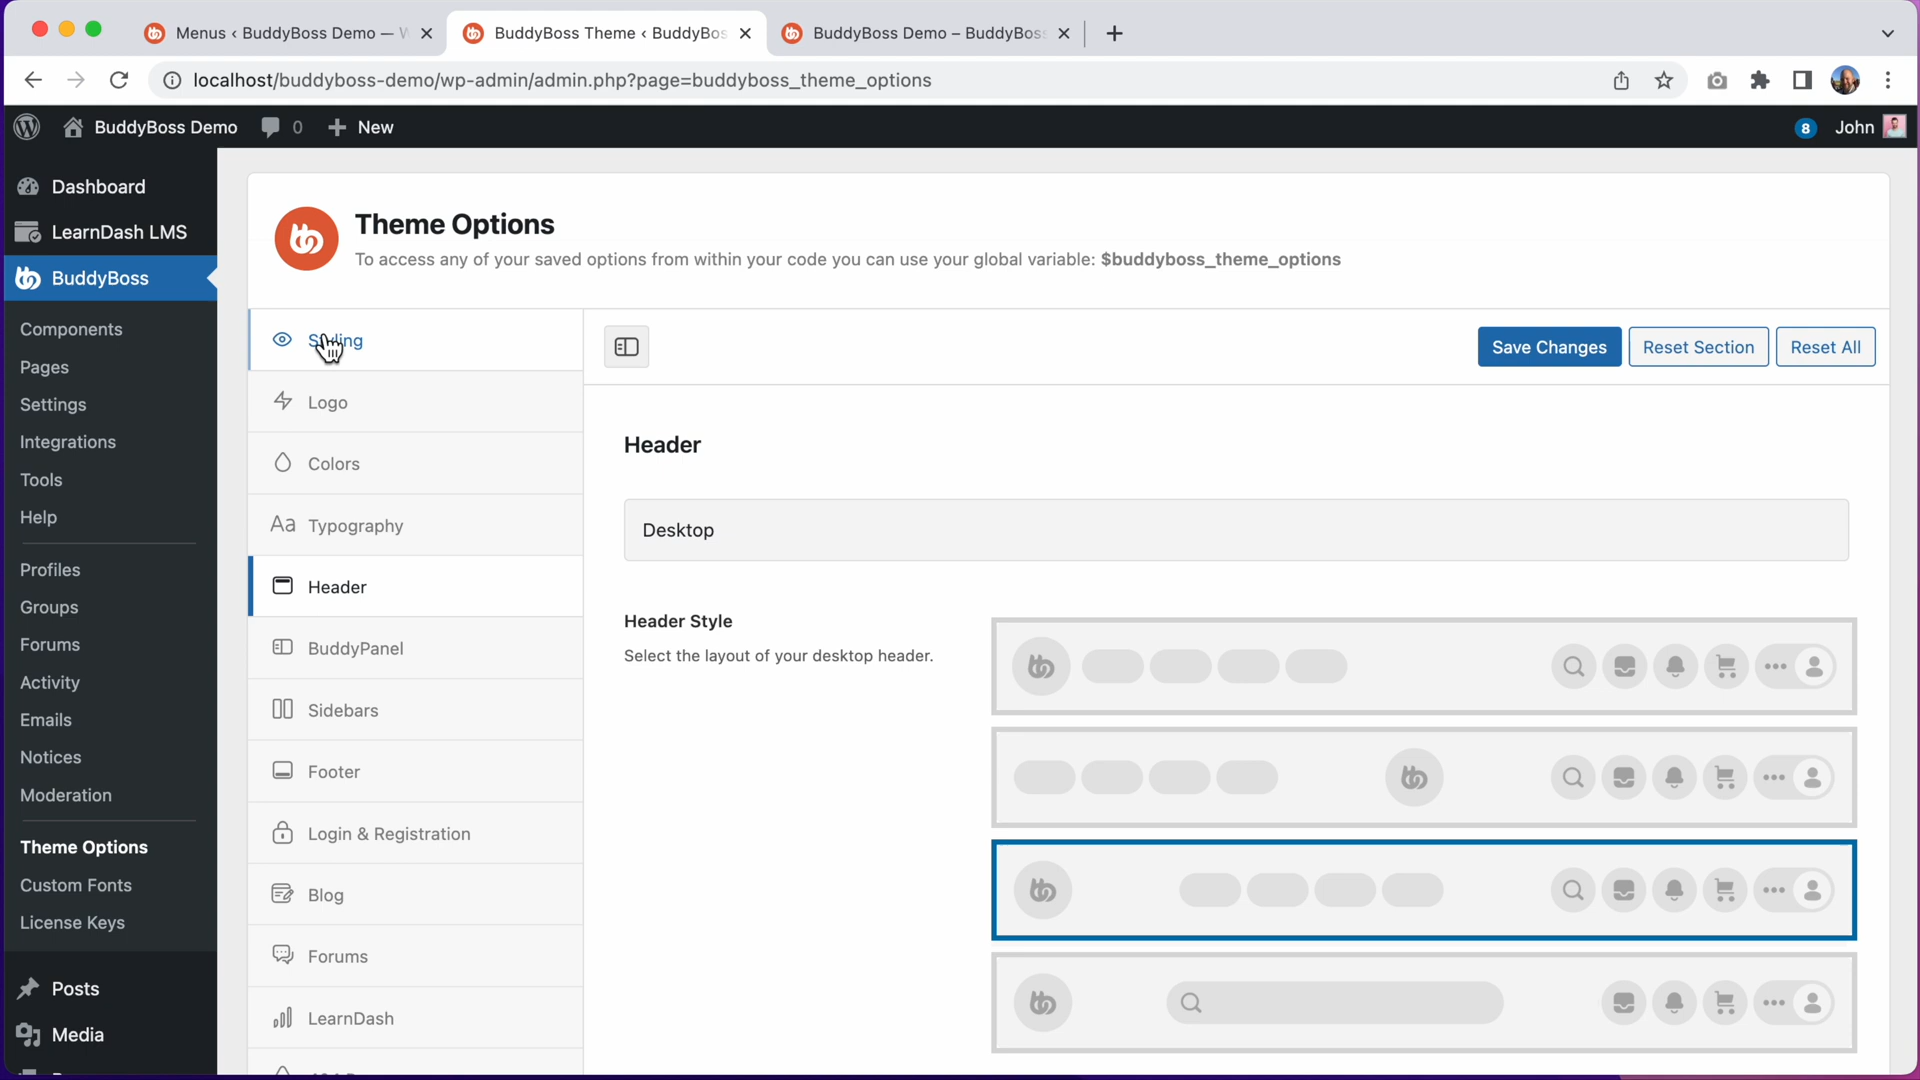 Menus ‹ BuddyBoss Demo —
BuddyBoss Theme ‹ BuddyBos
BuddyBoss Demo – BuddyBos
localhost/buddyboss-demo/wp-admin/admin.php?page=buddyboss_theme_options
BuddyBoss Demo
0
New
8
John
Dashboard
LearnDash LMS
BuddyBoss
Components
Pages
Settings
Integrations
Tools
Help
Profiles
Groups
Forums
Activity
Emails
Notices
Moderation
Theme Options
Custom Fonts
License Keys
Posts
Media
Theme Options
To access any of your saved options from within your code you can use your global variable: $buddyboss_theme_options
Styling
Logo
Colors
Aa Typography
Header
BuddyPanel
Sidebars
Footer
Login & Registration
Blog
Forums
LearnDash
Save Changes
Reset Section
Reset All
Header
Desktop
Header Style
Select the layout of your desktop header.